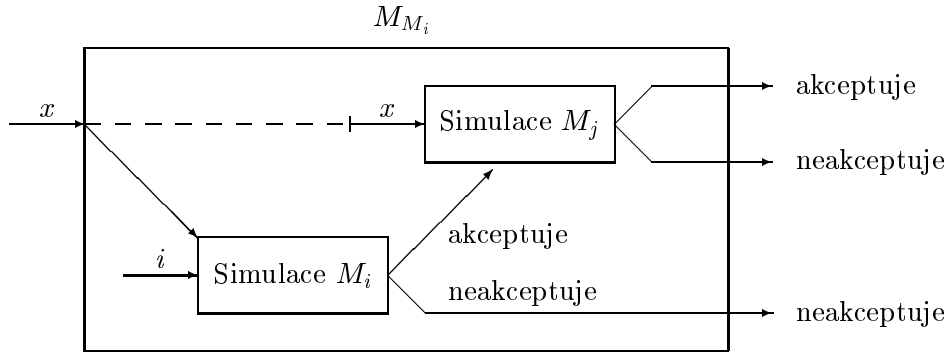 M_{M_i}
x
x
Simulace M_j
akceptuje
neakceptuje
i
Simulace M_i
akceptuje
neakceptuje
neakceptuje